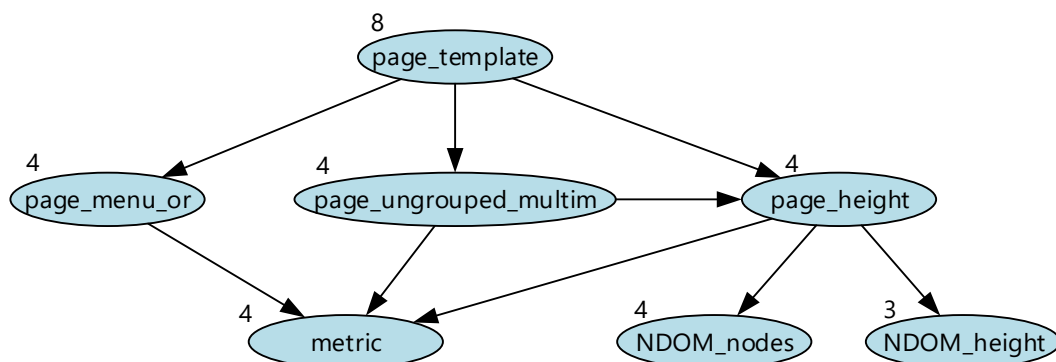 8
page_template
4
page_menu_or
4
page_ungrouped_multim
4
page_height
4
metric
4
NDOM_nodes
3
NDOM_height